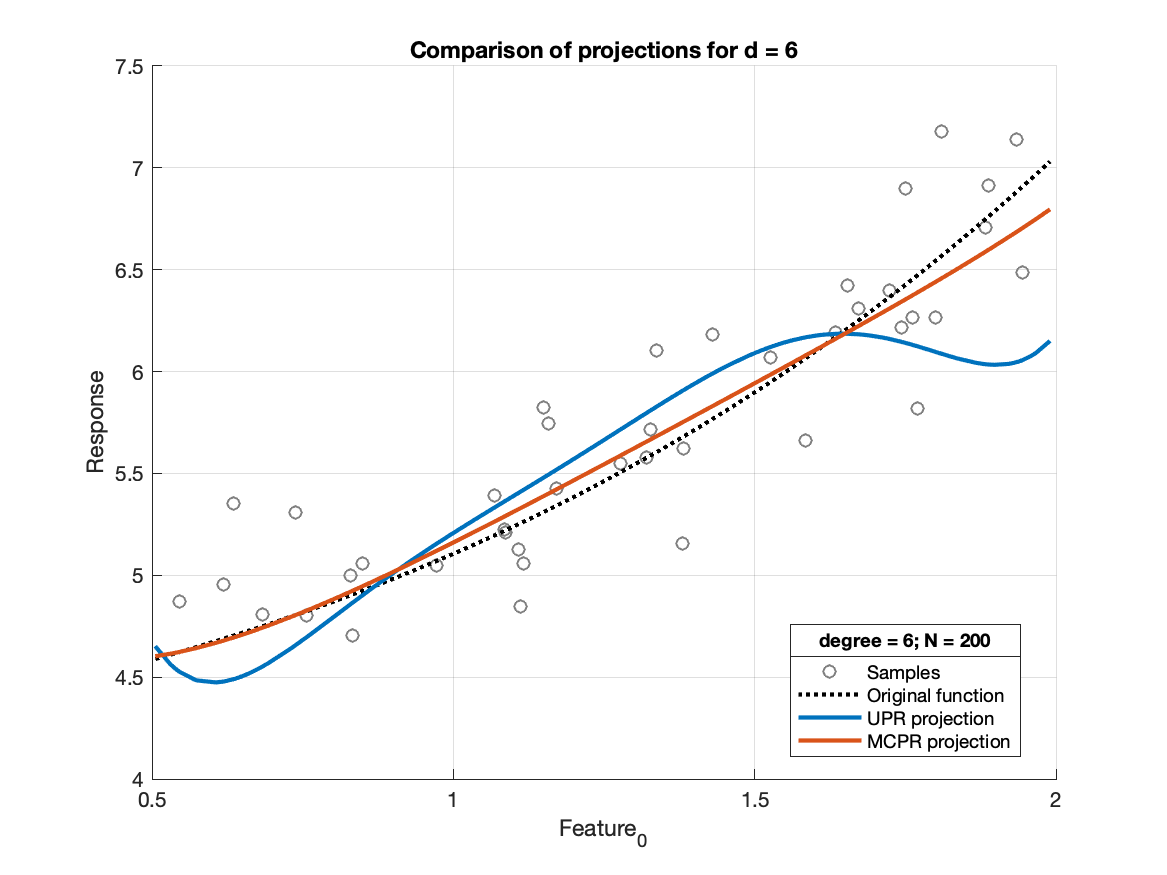 Comparison of projections for d = 6
7.5
7
6.5
6
5.5
5
4.5
4
Response
0.5 1 1.5 2
Feature0
degree = 6; N = 200
Samples
Original function
UPR projection
MCPR projection